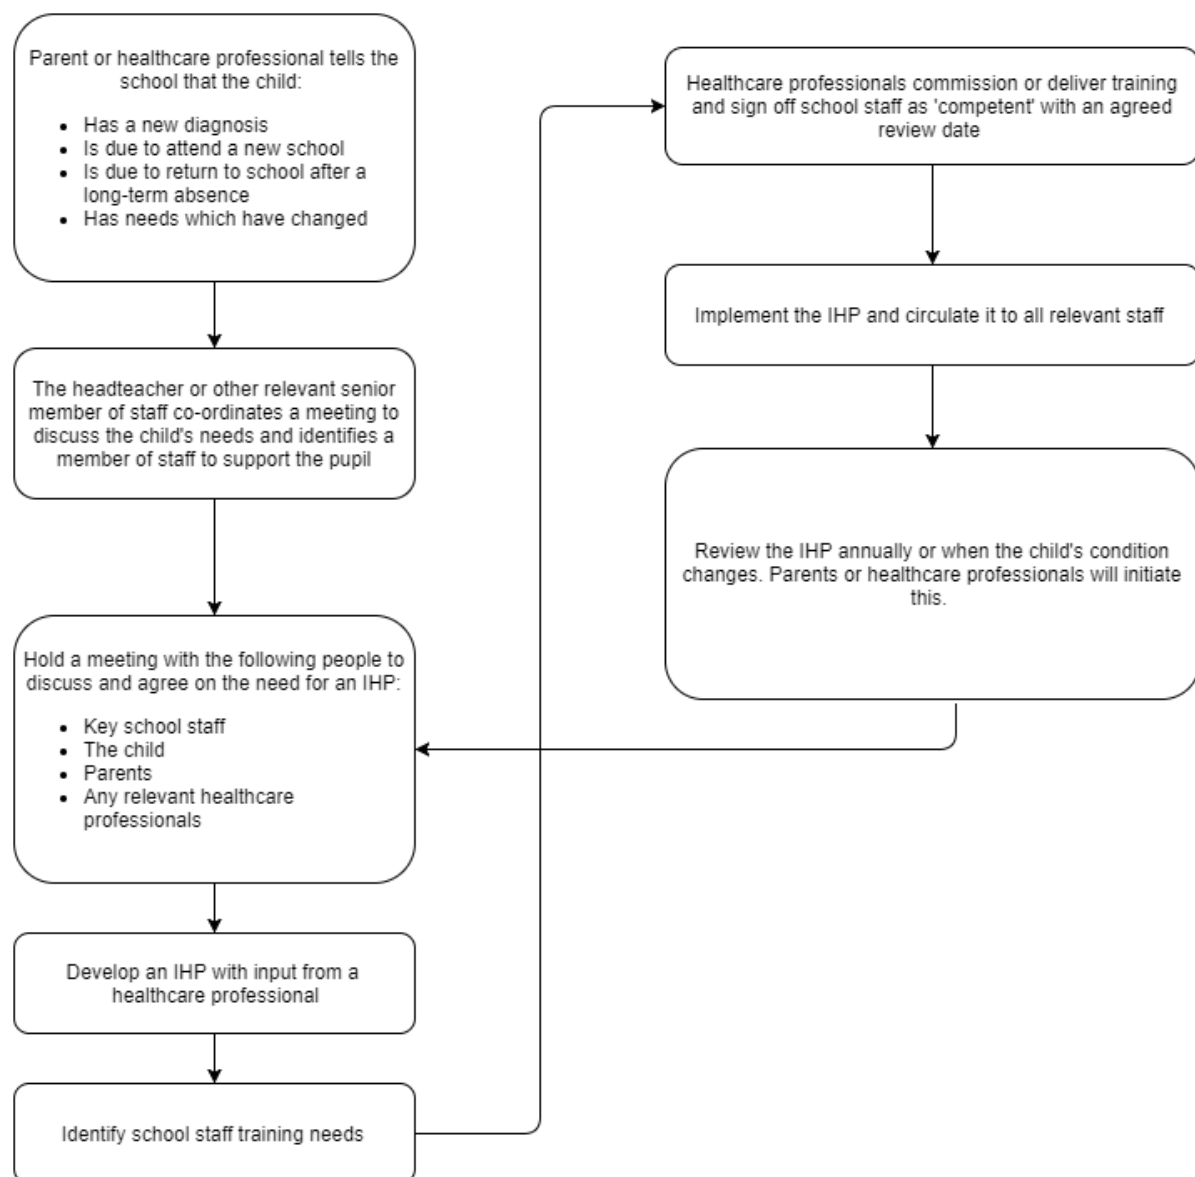 Parent or healthcare professional tells the
school that the child:
• Has a new diagnosis
• Is due to attend a new school
• Is due to return to school after a
long-term absence
• Has needs which have changed
The headteacher or other relevant senior
member of staff co-ordinates a meeting to
discuss the child's needs and identifies a
member of staff to support the pupil
Hold a meeting with the following people to
discuss and agree on the need for an IHP:
• Key school staff
• The child
• Parents
• Any relevant healthcare
professionals
Develop an IHP with input from a
healthcare professional
Identify school staff training needs
Healthcare professionals commission or deliver training
and sign off school staff as 'competent' with an agreed
review date
Implement the IHP and circulate it to all relevant staff
Review the IHP annually or when the child's condition
changes. Parents or healthcare professionals will initiate
this.